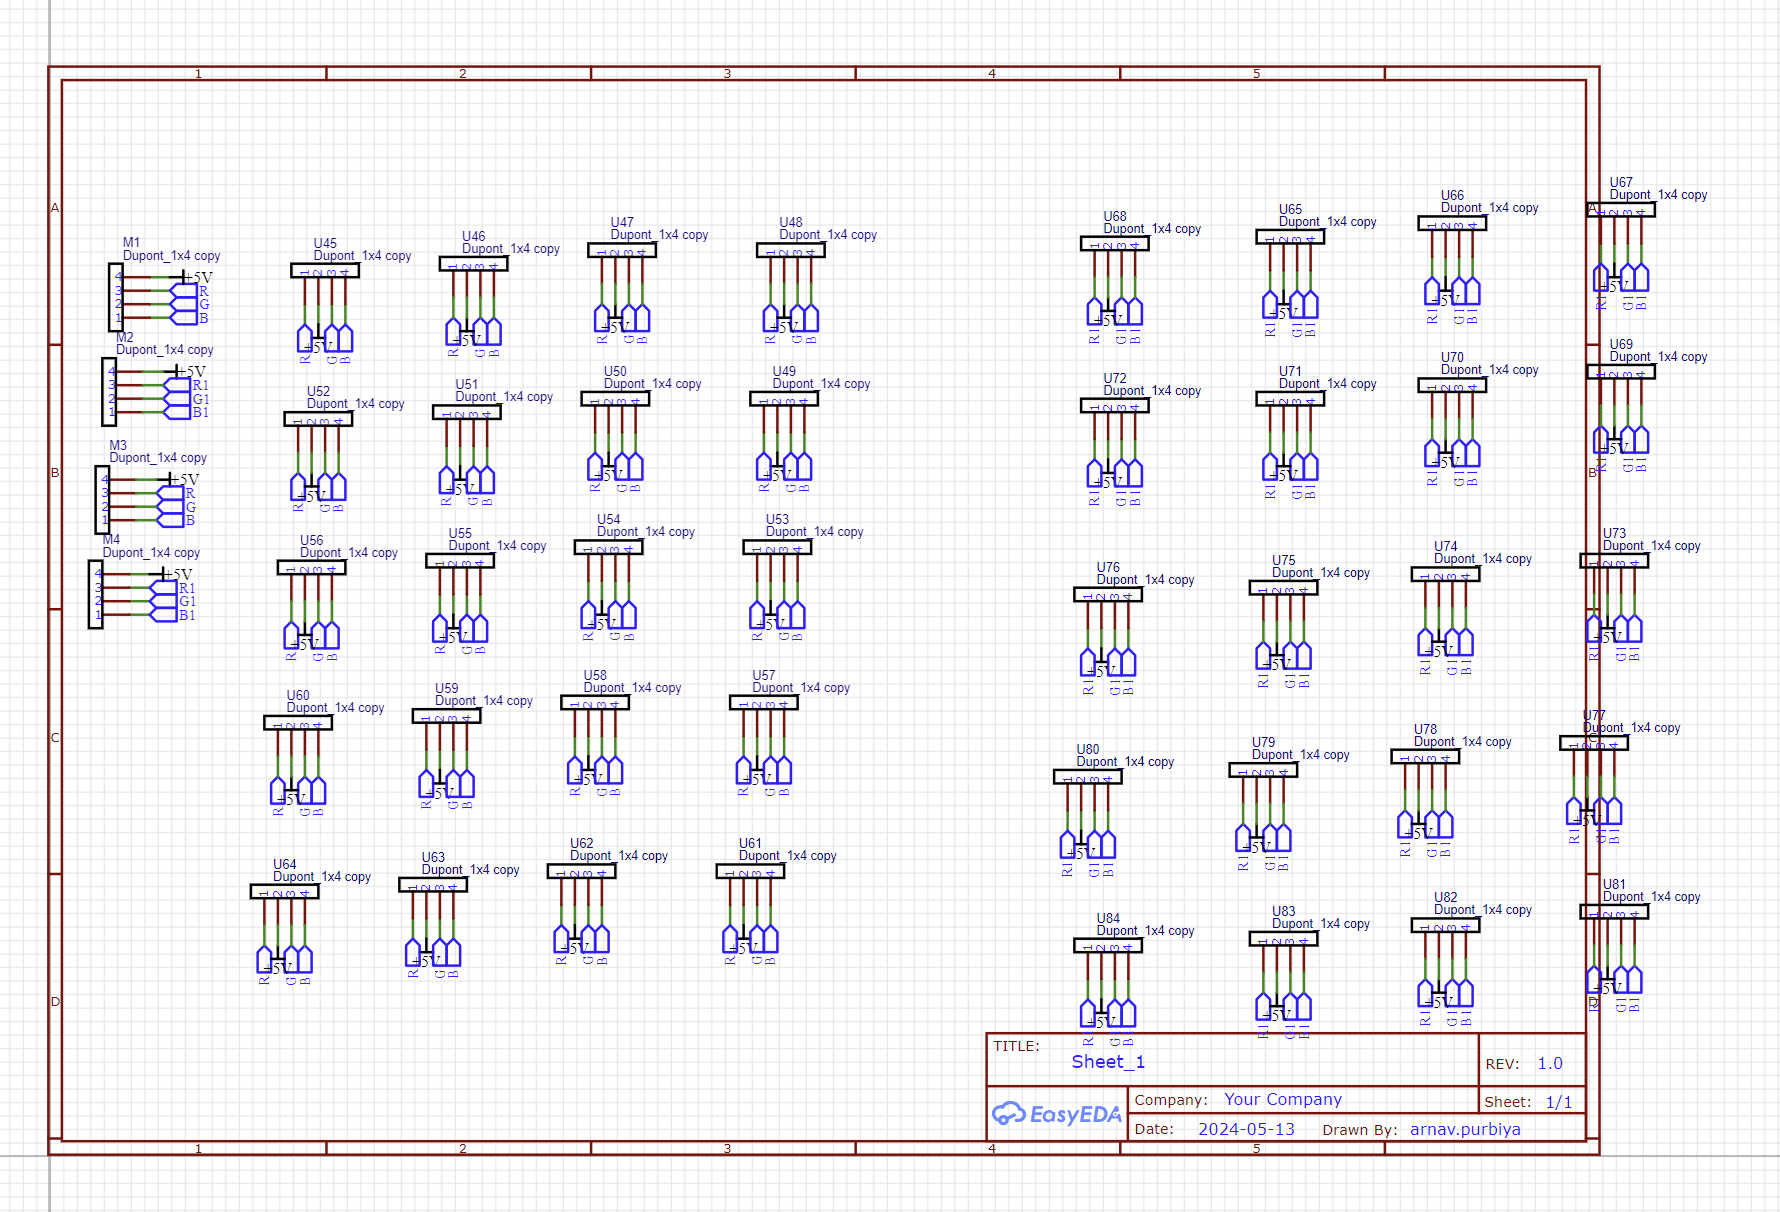 1 2 3 4 5
A
B
C
D
A
B
C
D
M1
Dupont_1x4 copy
4 +5V
3 R
2 G
1 B
M2
Dupont_1x4 copy
4 +5V
3 R1
2 G1
1 B1
M3
Dupont_1x4 copy
4 +5V
3 R
2 G
1 B
M4
Dupont_1x4 copy
4 +5V
3 R1
2 G1
1 B1
U45
Dupont_1x4 copy
1 2 3 4
R +5V G B
U46
Dupont_1x4 copy
1 2 3 4
R +5V G B
U47
Dupont_1x4 copy
1 2 3 4
R +5V G B
U48
Dupont_1x4 copy
1 2 3 4
R +5V G B
U52
Dupont_1x4 copy
1 2 3 4
R +5V G B
U51
Dupont_1x4 copy
1 2 3 4
R +5V G B
U50
Dupont_1x4 copy
1 2 3 4
R +5V G B
U49
Dupont_1x4 copy
1 2 3 4
R +5V G B
U56
Dupont_1x4 copy
1 2 3 4
R +5V G B
U55
Dupont_1x4 copy
1 2 3 4
R +5V G B
U54
Dupont_1x4 copy
1 2 3 4
R +5V G B
U53
Dupont_1x4 copy
1 2 3 4
R +5V G B
U60
Dupont_1x4 copy
1 2 3 4
R +5V G B
U59
Dupont_1x4 copy
1 2 3 4
R +5V G B
U58
Dupont_1x4 copy
1 2 3 4
R +5V G B
U57
Dupont_1x4 copy
1 2 3 4
R +5V G B
U64
Dupont_1x4 copy
1 2 3 4
R +5V G B
U63
Dupont_1x4 copy
1 2 3 4
R +5V G B
U62
Dupont_1x4 copy
1 2 3 4
R +5V G B
U61
Dupont_1x4 copy
1 2 3 4
R +5V G B
U68
Dupont_1x4 copy
1 2 3 4
R1 +5V G1 B1
U65
Dupont_1x4 copy
1 2 3 4
R1 +5V G1 B1
U66
Dupont_1x4 copy
1 2 3 4
R1 +5V G1 B1
U67
Dupont_1x4 copy
1 2 3 4
R1 +5V G1 B1
U72
Dupont_1x4 copy
1 2 3 4
R1 +5V G1 B1
U71
Dupont_1x4 copy
1 2 3 4
R1 +5V G1 B1
U70
Dupont_1x4 copy
1 2 3 4
R1 +5V G1 B1
U69
Dupont_1x4 copy
1 2 3 4
R1 +5V G1 B1
U76
Dupont_1x4 copy
1 2 3 4
R1 +5V G1 B1
U75
Dupont_1x4 copy
1 2 3 4
R1 +5V G1 B1
U74
Dupont_1x4 copy
1 2 3 4
R1 +5V G1 B1
U73
Dupont_1x4 copy
1 2 3 4
R1 +5V G1 B1
U80
Dupont_1x4 copy
1 2 3 4
R1 +5V G1 B1
U79
Dupont_1x4 copy
1 2 3 4
R1 +5V G1 B1
U78
Dupont_1x4 copy
1 2 3 4
R1 +5V G1 B1
U77
Dupont_1x4 copy
1 2 3 4
R1 +5V G1 B1
U84
Dupont_1x4 copy
1 2 3 4
R +5V G B
U83
Dupont_1x4 copy
1 2 3 4
R1 +5V G1 B1
U82
Dupont_1x4 copy
1 2 3 4
R1 +5V G1 B1
U81
Dupont_1x4 copy
1 2 3 4
+5V G1 B1
TITLE:
Sheet_1
REV: 1.0
EasyEDA
Company: Your Company
Sheet: 1/1
Date: 2024-05-13 Drawn By: arnav.purbiya
1 2 3 4 5